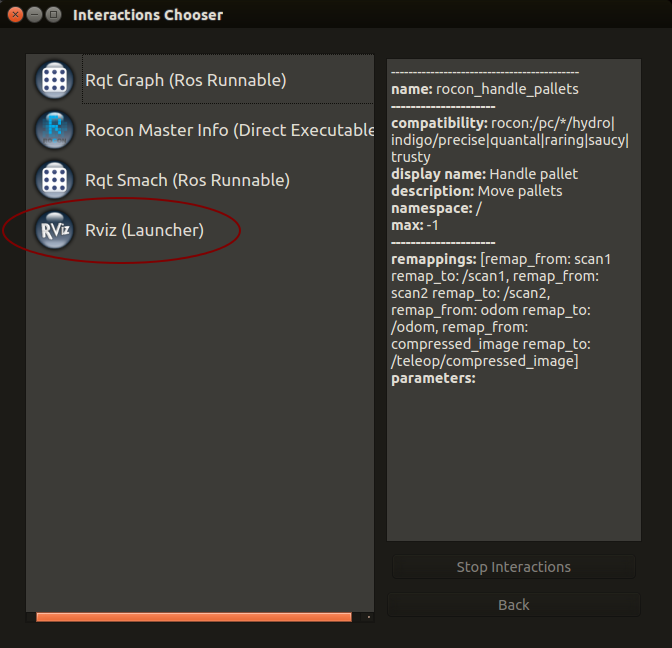 Interactions Chooser
Rqt Graph (Ros Runnable)
Rocon Master Info (Direct Executable
Rqt Smach (Ros Runnable)
RViz
Rviz (Launcher)
-------------------------------------------
name: rocon_handle_pallets
---------------------
compatibility: rocon:/pc/*/hydro|
indigo/precise|quantal|raring|saucy|
trusty
display name: Handle pallet
description: Move pallets
namespace: /
max: -1
---------------------
remappings: [remap_from: scan1
remap_to: /scan1, remap_from:
scan2 remap_to: /scan2,
remap_from: odom remap_to:
/odom, remap_from:
compressed_image remap_to:
/teleop/compressed_image]
parameters:
Stop Interactions
Back